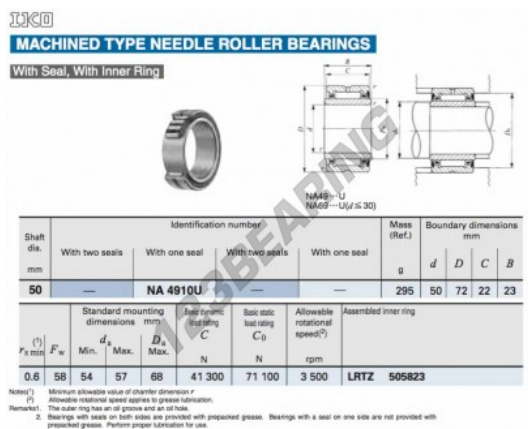 IKO
MACHINED TYPE NEEDLE ROLLER BEARINGS
With Seal, With Inner Ring
B
C
r
D
d
NA49···U
NA69···U(d≤30)
123BEARING
Shaft dia. mm
Identification number
Mass (Ref.) g
Boundary dimensions mm
With two seals
With one seal
With two seals
With one seal
d D C B
50 — NA 4910U — — 295 50 72 22 23
(¹) rs min
Fw
Standard mounting dimensions mm
da Min. Max.
Da Max.
Basic dynamic load rating C N
Basic static load rating C0 N
Allowable rotational speed(²) rpm
Assembled inner ring
0.6 58 54 57 68 41 300 71 100 3 500 LRTZ 505823
Notes(¹) Minimum allowable value of chamfer dimension r
(²) Allowable rotational speed applies to grease lubrication.
Remarks1. The outer ring has an oil groove and an oil hole.
2. Bearings with seals on both sides are provided with prepacked grease. Bearings with a seal on one side are not provided with
prepacked grease. Perform proper lubrication for use.